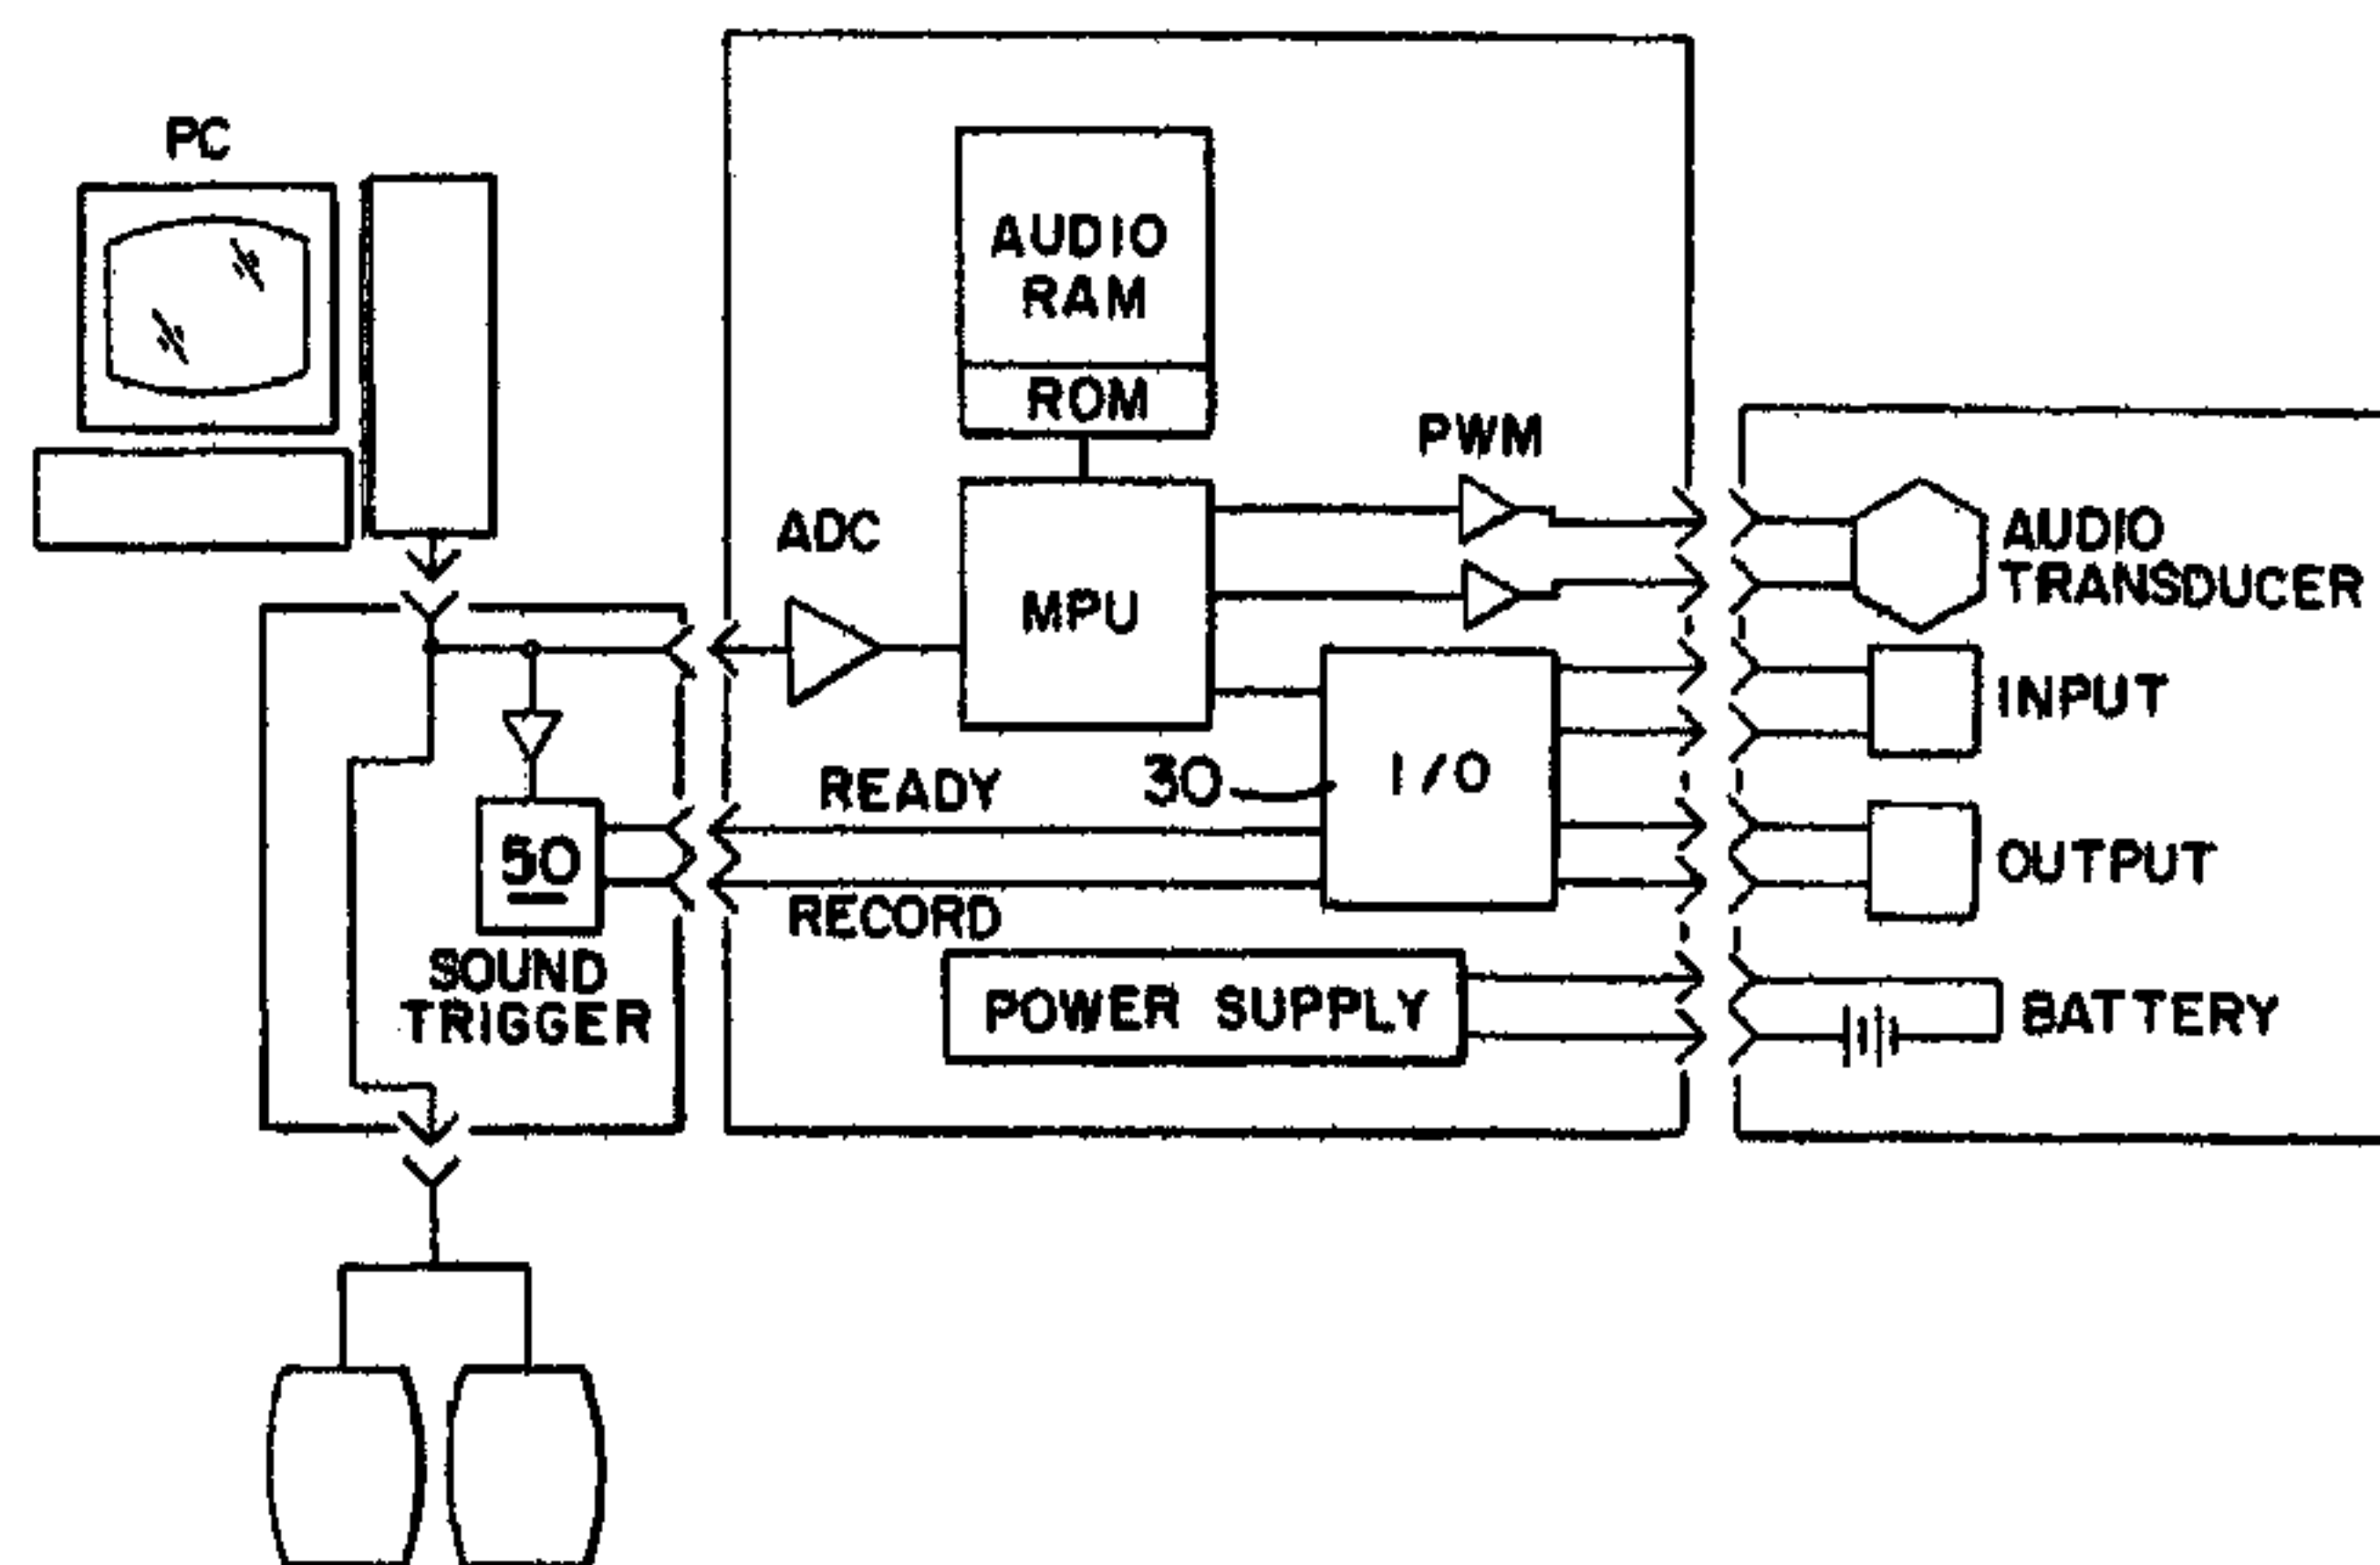 PC
AUDIO
RAM
ROM
PWM
ADC
MPU
AUDIO
TRANSDUCER
INPUT
READY
30
I/O
50
RECORD
OUTPUT
SOUND
TRIGGER
POWER SUPPLY
BATTERY